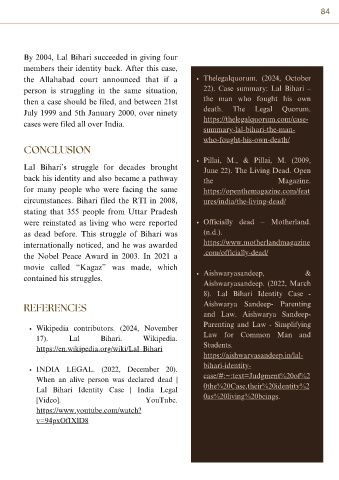 84
By 2004, Lal Bihari succeeded in giving four
members their identity back. After this case,
the Allahabad court announced that if a
person is struggling in the same situation,
then a case should be filed, and between 21st
July 1999 and 5th January 2000, over ninety
cases were filed all over India.
CONCLUSION
Lal Bihari's struggle for decades brought
back his identity and also became a pathway
for many people who were facing the same
circumstances. Bihari filed the RTI in 2008,
stating that 355 people from Uttar Pradesh
were reinstated as living who were reported
as dead before. This struggle of Bihari was
internationally noticed, and he was awarded
the Nobel Peace Award in 2003. In 2021 a
movie called "Kagaz" was made, which
contained his struggles.
REFERENCES
• Wikipedia contributors. (2024, November
17). Lal Bihari. Wikipedia.
https://en.wikipedia.org/wiki/Lal_Bihari
• INDIA LEGAL. (2022, December 20).
When an alive person was declared dead |
Lal Bihari Identity Case | India Legal
[Video]. YouTube.
https://www.youtube.com/watch?
• Thelegalquorum. (2024, October
22). Case summary: Lal Bihari –
the man who fought his own
death. The Legal Quorum.
https://thelegalquorum.com/case-
summary-lal-bihari-the-man-
who-fought-his-own-death/
• Pillai, M., & Pillai, M. (2009,
June 22). The Living Dead. Open
the Magazine.
https://openthemagazine.com/feat
ures/india/the-living-dead/
• Officially dead – Motherland.
(n.d.).
https://www.motherlandmagazine
.com/officially-dead/
• Aishwaryasandeep, &
Aishwaryasandeep. (2022, March
8). Lal Bihari Identity Case -
Aishwarya Sandeep- Parenting
and Law. Aishwarya Sandeep-
Parenting and Law - Simplifying
Law for Common Man and
Students.
https://aishwaryasandeep.in/lal-
bihari-identity-
case/#:~:text=Judgment%20of%2
0the%20Case,their%20identity%2
0as%20living%20beings.